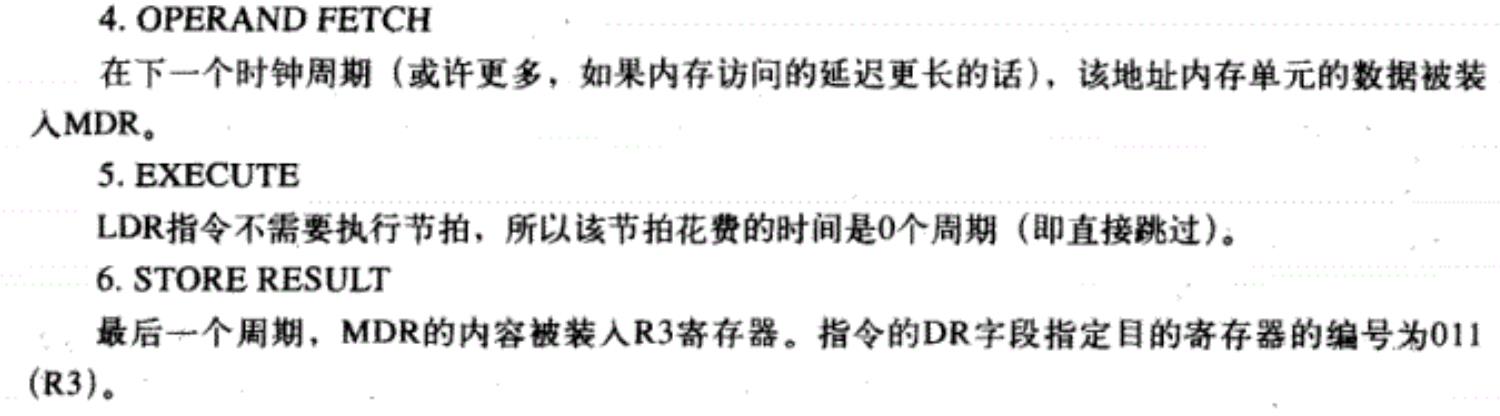 4. OPERAND FETCH
在下一个时钟周期（或许更多，如果内存访问的延迟更长的话），该地址内存单元的数据被装
入MDR。
5. EXECUTE
LDR指令不需要执行节拍，所以该节拍花费的时间是0个周期（即直接跳过）。
6. STORE RESULT
最后一个周期，MDR的内容被装入R3寄存器。指令的DR字段指定目的寄存器的编号为011
(R3)。